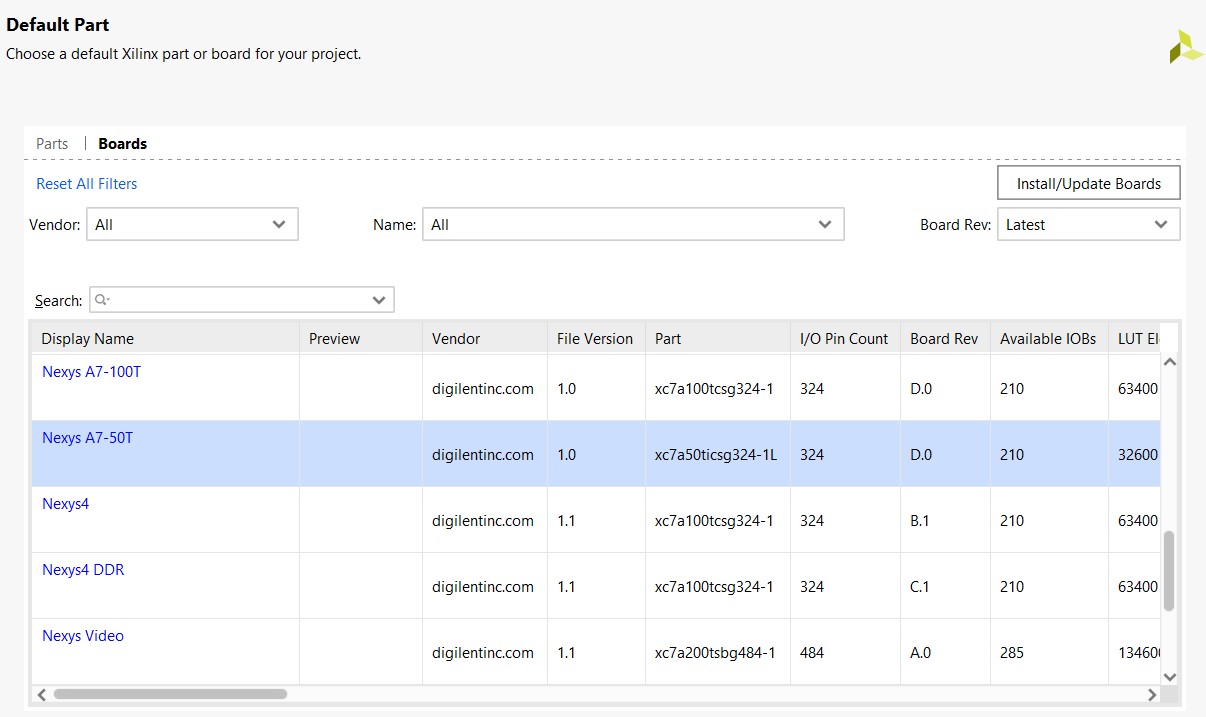 Default Part
Choose a default Xilinx part or board for your project.
Parts | Boards
Reset All Filters
Install/Update Boards
Vendor: All Name: All Board Rev: Latest
Search:
Display Name Preview Vendor File Version Part I/O Pin Count Board Rev Available IOBs LUT El
Nexys A7-100T digilentinc.com 1.0 xc7a100tcsg324-1 324 D.0 210 63400
Nexys A7-50T digilentinc.com 1.0 xc7a50ticsg324-1L 324 D.0 210 32600
Nexys4 digilentinc.com 1.1 xc7a100tcsg324-1 324 B.1 210 63400
Nexys4 DDR digilentinc.com 1.1 xc7a100tcsg324-1 324 C.1 210 63400
Nexys Video digilentinc.com 1.1 xc7a200tsbg484-1 484 A.0 285 134600